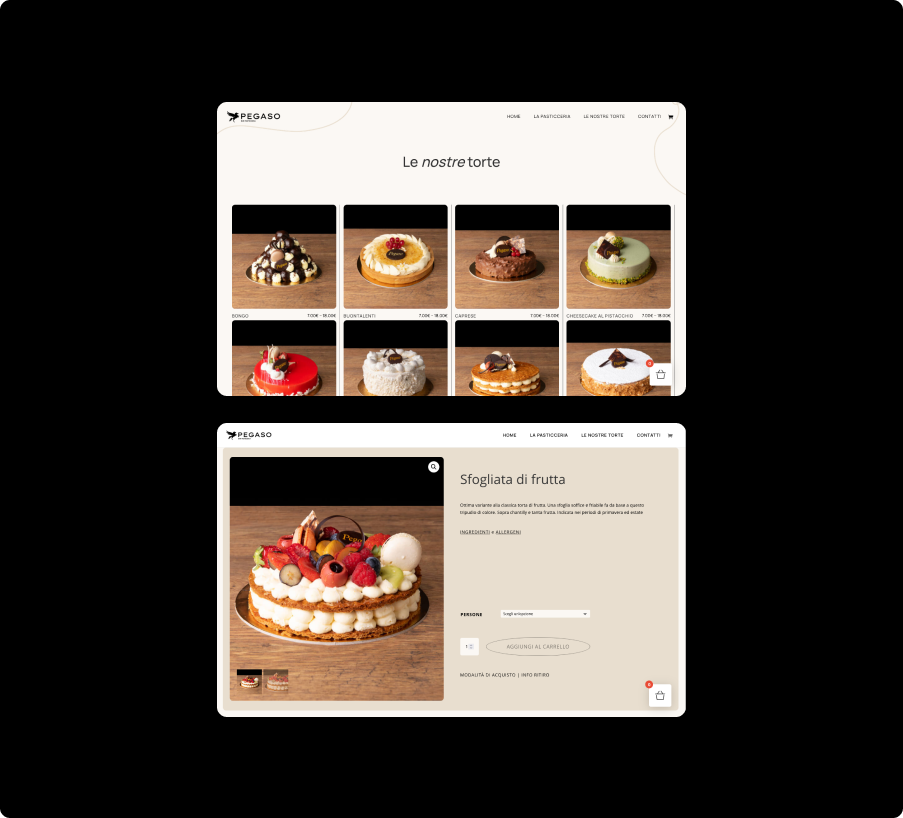 PEGASO
HOME LA PASTICCERIA LE NOSTRE TORTE CONTATTI
Le nostre torte
BONGO 7.00€ - 18.00€ BUONTALENTI 7.00€ - 18.00€ CAPRESE 7.00€ - 18.00€ CHEESECAKE AL PISTACCHIO 7.00€ - 18.00€
PEGASO
HOME LA PASTICCERIA LE NOSTRE TORTE CONTATTI
Sfogliata di frutta
Ottima variante alla classica torta di frutta. Una sfoglia soffice e friabile fa da base a questo
tripudio di colore. Sopra chantilly e tanta frutta. Indicata nei periodi di primavera ed estate
INGREDIENTI e ALLERGENI
PERSONE Scegli un'opzione
1 AGGIUNGI AL CARRELLO
MODALITÀ DI ACQUISTO | INFO RITIRO